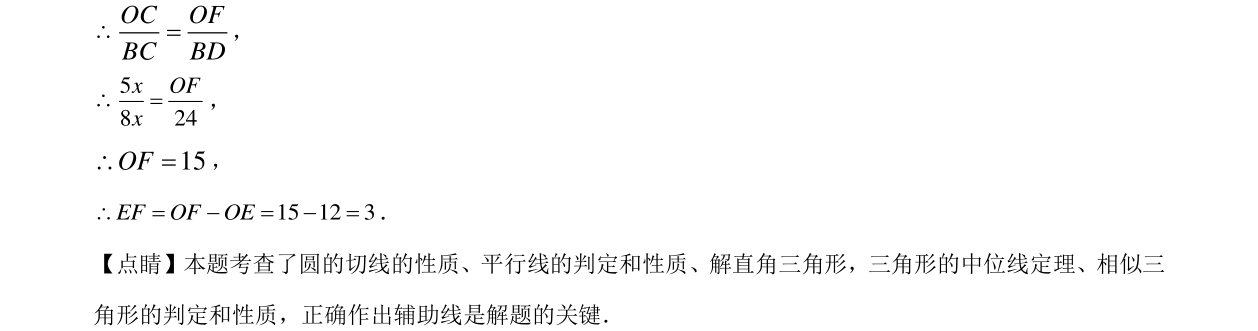 ∴ OC/BC = OF/BD，
∴ 5x/8x = OF/24，
∴OF=15，
∴EF=OF−OE=15−12=3．
【点睛】本题考查了圆的切线的性质、平行线的判定和性质、解直角三角形，三角形的中位线定理、相似三
角形的判定和性质，正确作出辅助线是解题的关键．